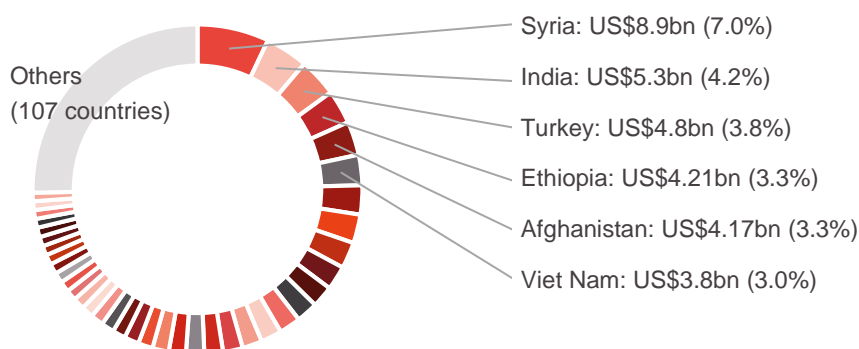 Syria: US$8.9bn (7.0%)
India: US$5.3bn (4.2%)
Turkey: US$4.8bn (3.8%)
Ethiopia: US$4.21bn (3.3%)
Afghanistan: US$4.17bn (3.3%)
Viet Nam: US$3.8bn (3.0%)
Others
(107 countries)